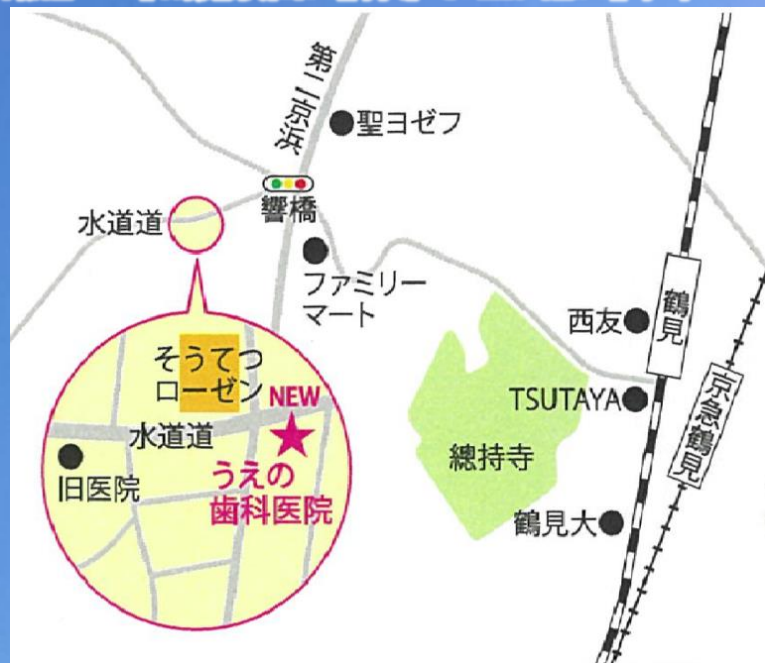 第二京浜
聖ヨゼフ
響橋
水道道
ファミリー
マート
鶴見
西友
京急鶴見
TSUTAYA
總持寺
鶴見大
そうてつ
ローゼン
NEW
水道道
旧医院
うえの
歯科医院